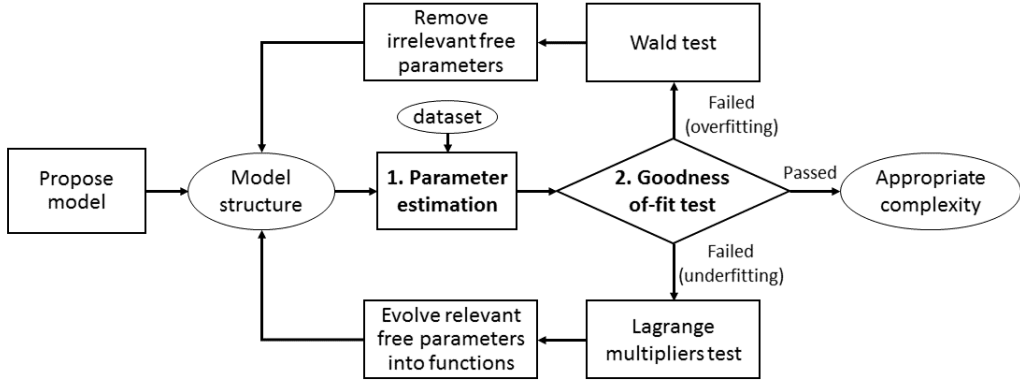 Remove
irrelevant free
parameters
Wald test
Failed
(overfitting)
dataset
Propose
model
Model
structure
1. Parameter
estimation
2. Goodness
of-fit test
Passed
Appropriate
complexity
Failed
(underfitting)
Evolve relevant
free parameters
into functions
Lagrange
multipliers test